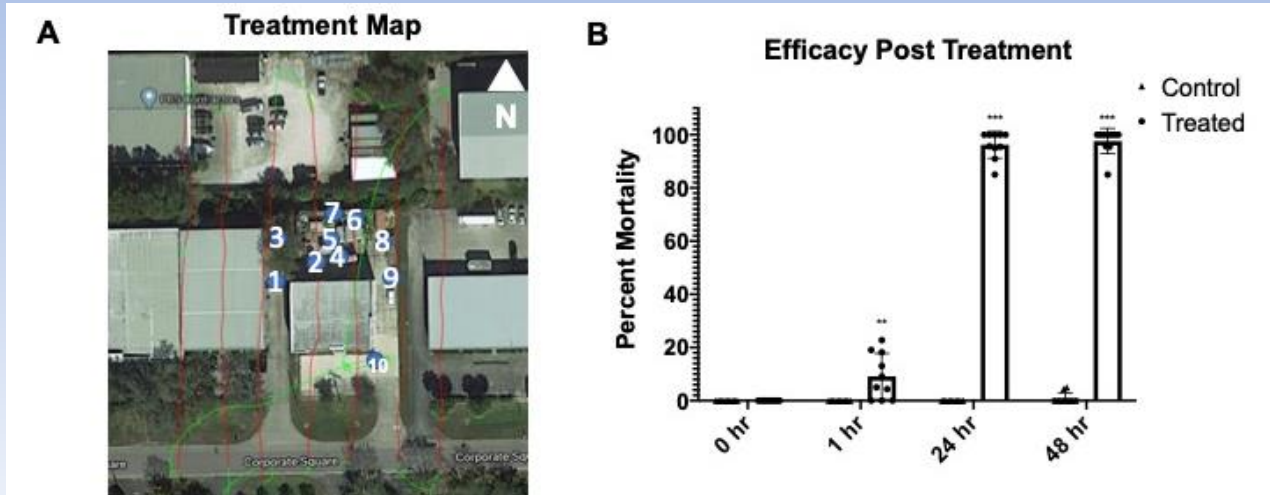 A
Treatment Map
N
7
6
3
5
8
2
4
1
9
10
Corporate Square
Corporate
B
Efficacy Post Treatment
Control
Treated
Percent Mortality
100
80
60
40
20
0
**
***
***
0 hr
1 hr
24 hr
48 hr